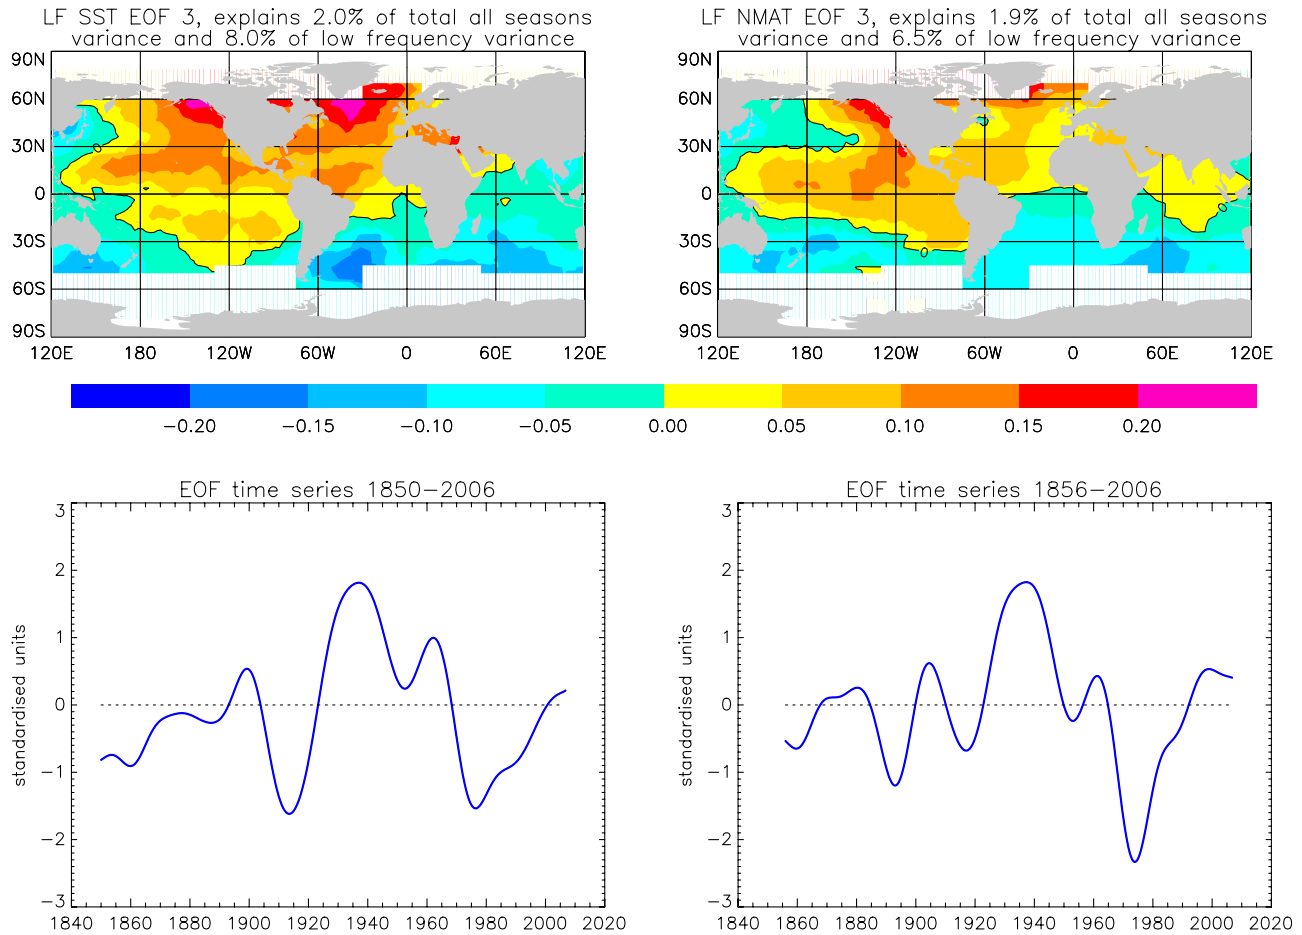 LF SST EOF 3, explains 2.0% of total all seasons
variance and 8.0% of low frequency variance
90N
60N
30N
0
30S
60S
90S
120E 180 120W 60W 0 60E 120E
LF NMAT EOF 3, explains 1.9% of total all seasons
variance and 6.5% of low frequency variance
90N
60N
30N
0
30S
60S
90S
120E 180 120W 60W 0 60E 120E
−0.20 −0.15 −0.10 −0.05 0.00 0.05 0.10 0.15 0.20
EOF time series 1850−2006
standardised units
3
2
1
0
−1
−2
−3
1840 1860 1880 1900 1920 1940 1960 1980 2000 2020
EOF time series 1856−2006
standardised units
3
2
1
0
−1
−2
−3
1840 1860 1880 1900 1920 1940 1960 1980 2000 2020